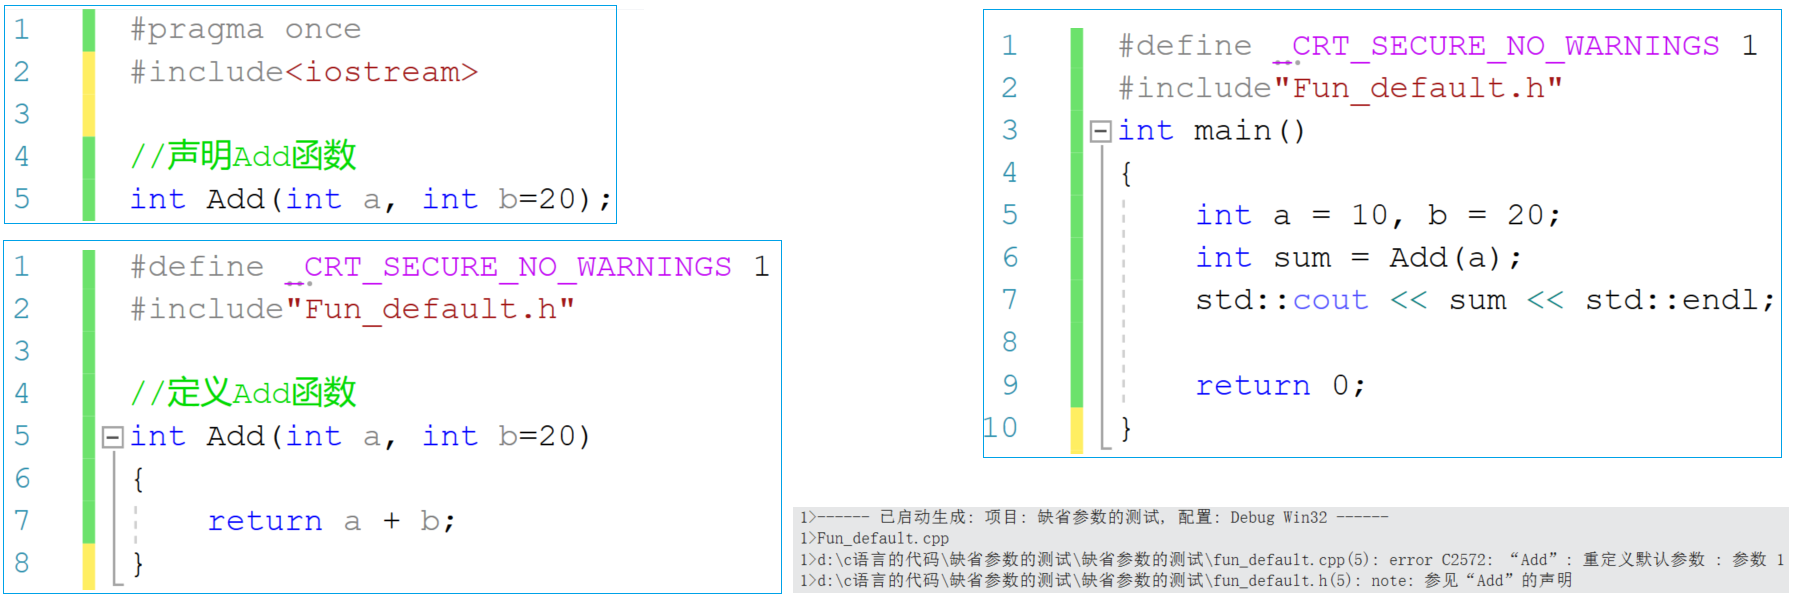 1 #pragma once
2 #include<iostream>
3
4 //声明Add函数
5 int Add(int a, int b=20);
1 #define _CRT_SECURE_NO_WARNINGS 1
2 #include"Fun_default.h"
3
4 //定义Add函数
5 int Add(int a, int b=20)
6 {
7 return a + b;
8 }
1 #define _CRT_SECURE_NO_WARNINGS 1
2 #include"Fun_default.h"
3 int main()
4 {
5 int a = 10, b = 20;
6 int sum = Add(a);
7 std::cout << sum << std::endl;
8
9 return 0;
10 }
1>------ 已启动生成: 项目: 缺省参数的测试, 配置: Debug Win32 ------
1>Fun_default.cpp
1>d:\c语言的代码\缺省参数的测试\缺省参数的测试\fun_default.cpp(5): error C2572: “Add”: 重定义默认参数 : 参数 1
1>d:\c语言的代码\缺省参数的测试\缺省参数的测试\fun_default.h(5): note: 参见“Add”的声明